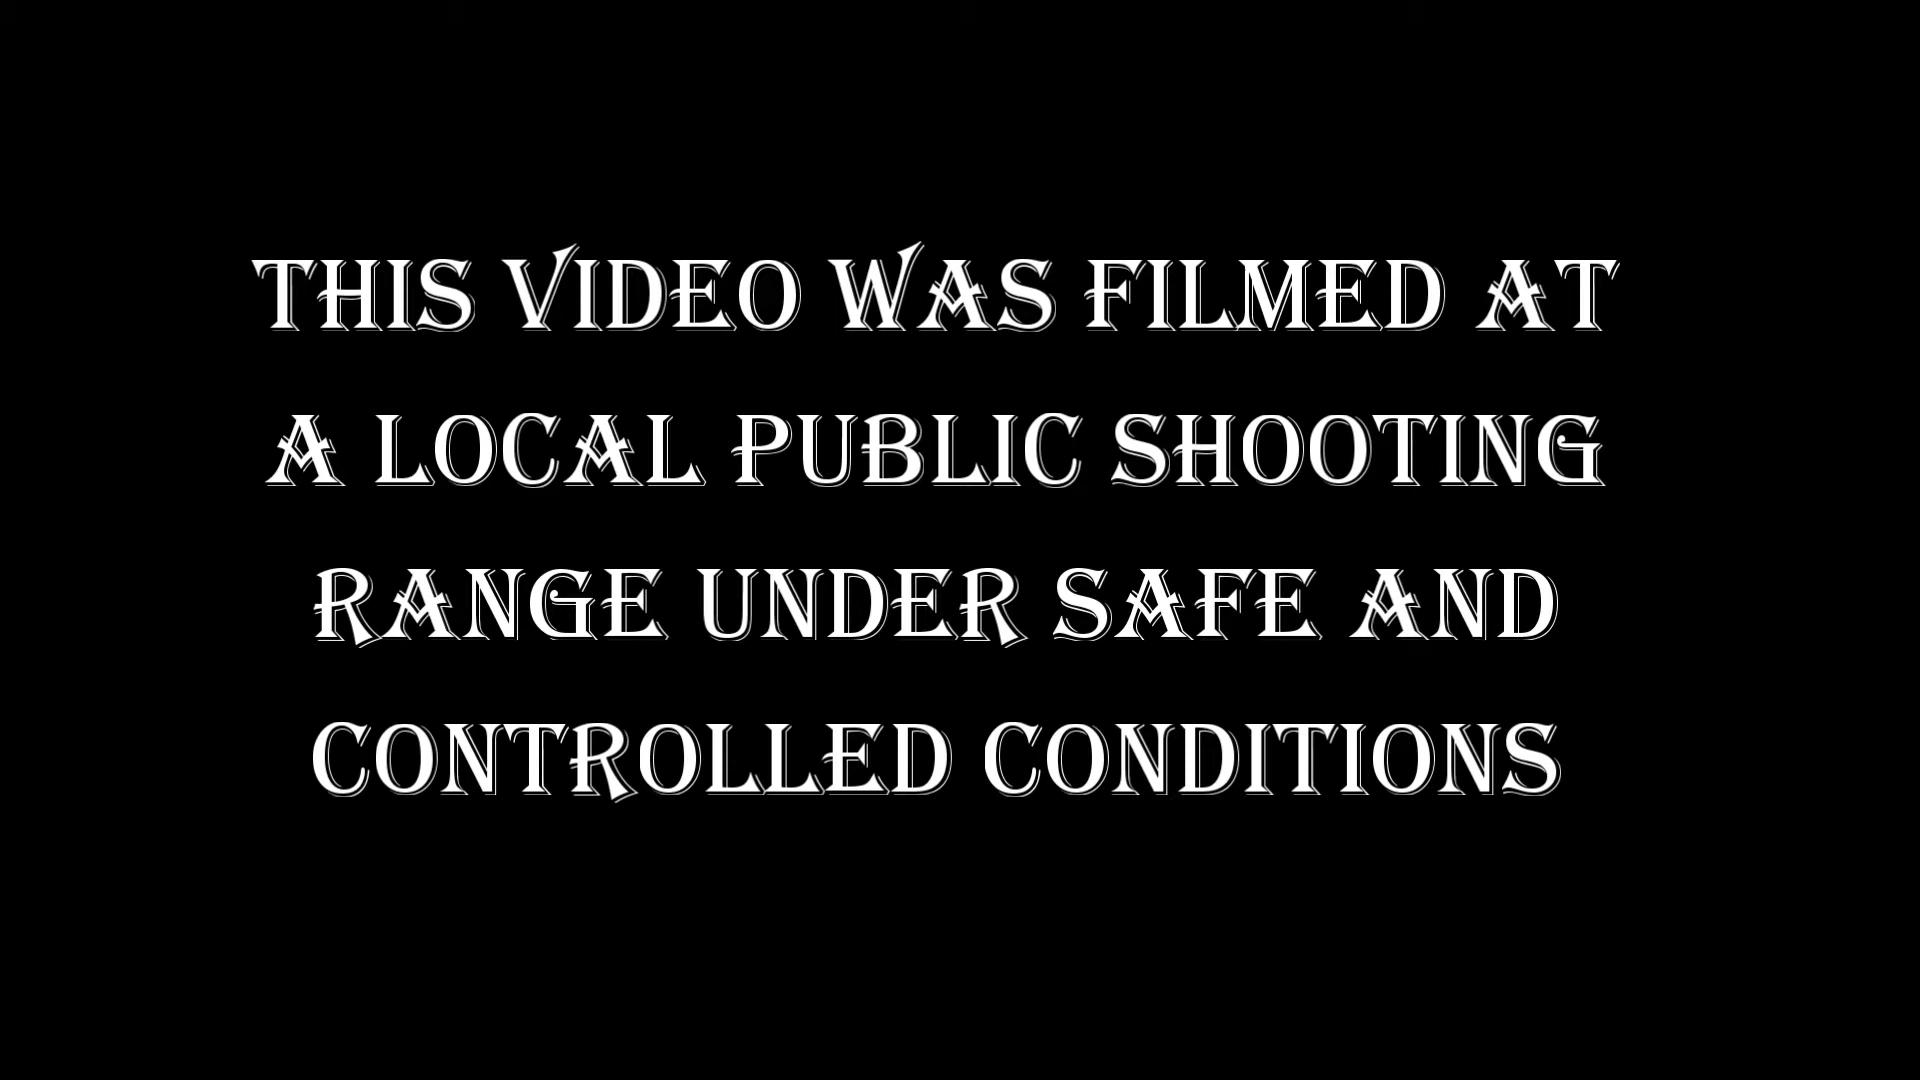 THIS VIDEO WAS FILMED AT
A LOCAL PUBLIC SHOOTING
RANGE UNDER SAFE AND
CONTROLLED CONDITIONS